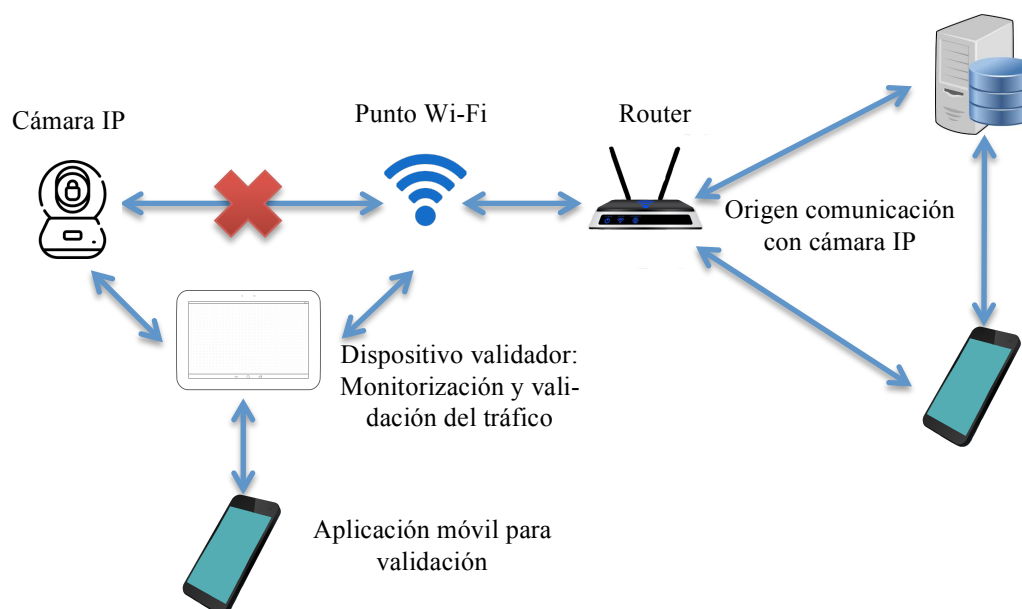 Cámara IP
Punto Wi-Fi
Router
Origen comunicación
con cámara IP
Dispositivo validador:
Monitorización y vali-
dación del tráfico
Aplicación móvil para
validación